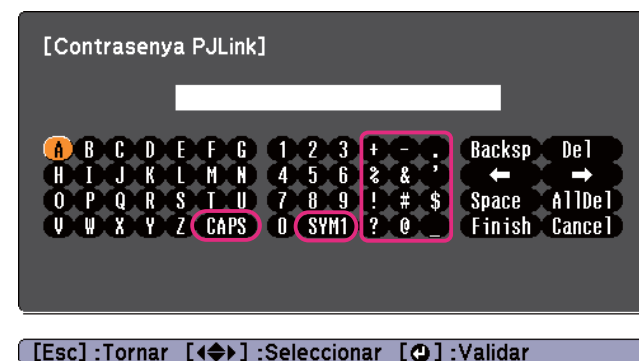 [Contrasenya PJLink]
A B C D E F G 1 2 3 + - . Backsp Del
H I J K L M N 4 5 6 % & ' ← →
O P Q R S T U 7 8 9 ! # $ Space AllDel
V W X Y Z CAPS 0 SYM1 ? @ _ Finish Cancel
[Esc] :Tornar [◆] :Seleccionar [⏎] :Validar